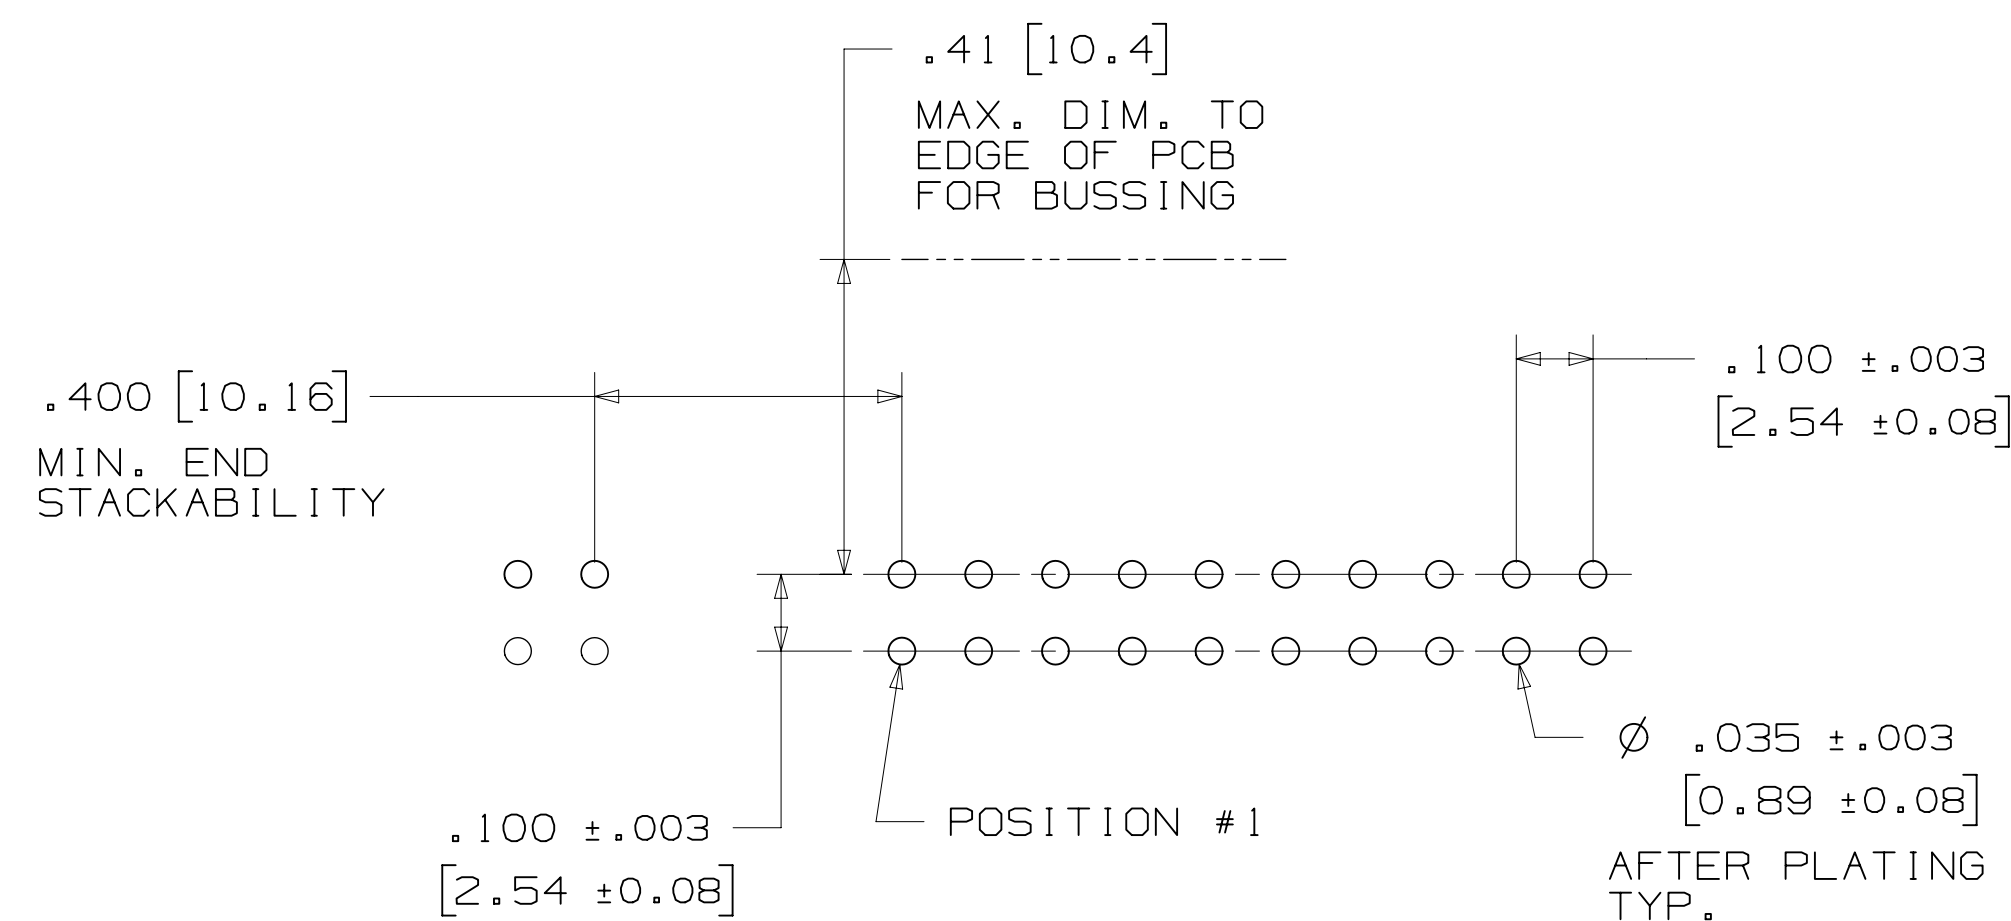 .41 [10.4]
MAX. DIM. TO
EDGE OF PCB
FOR BUSSING
.400 [10.16]
MIN. END
STACKABILITY
.100 ±.003
[2.54 ±0.08]
Ø .035 ±.003
[0.89 ±0.08]
AFTER PLATING
TYP.
POSITION #1
.100 ±.003
[2.54 ±0.08]